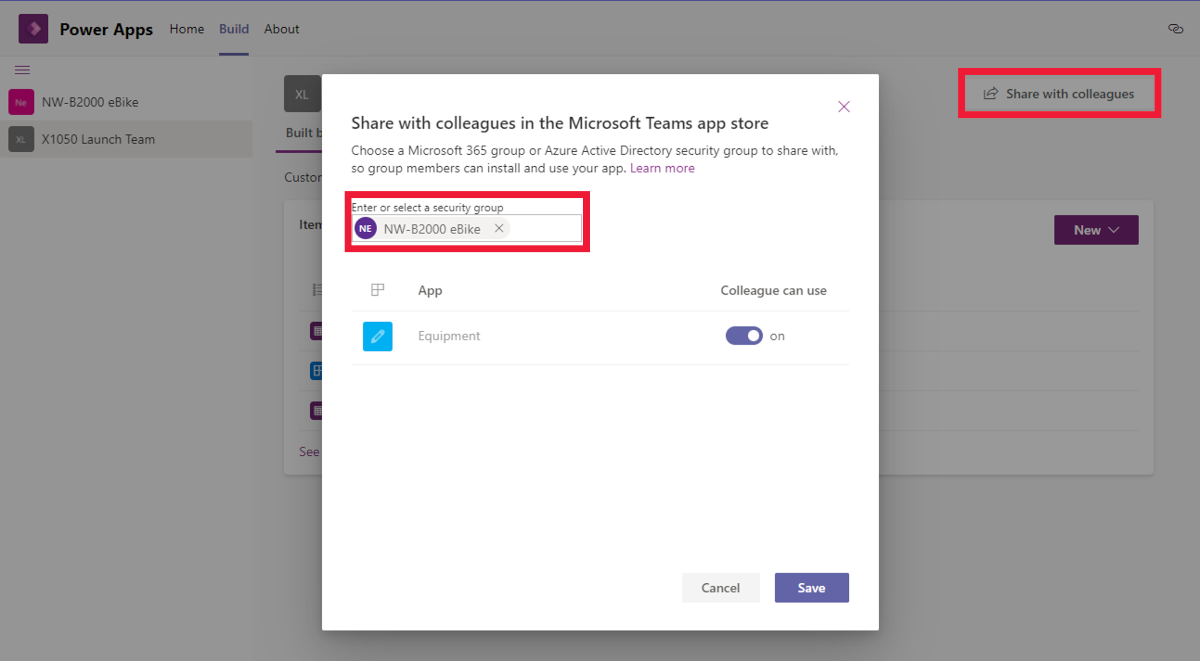 Power Apps
Home
Build
About
Ne
NW-B2000 eBike
XL
X1050 Launch Team
XL
Share with colleagues
Built b
Custor
Item
New
See
Share with colleagues in the Microsoft Teams app store
Choose a Microsoft 365 group or Azure Active Directory security group to share with,
so group members can install and use your app. Learn more
Enter or select a security group
NE NW-B2000 eBike
App
Colleague can use
Equipment
on
Cancel
Save